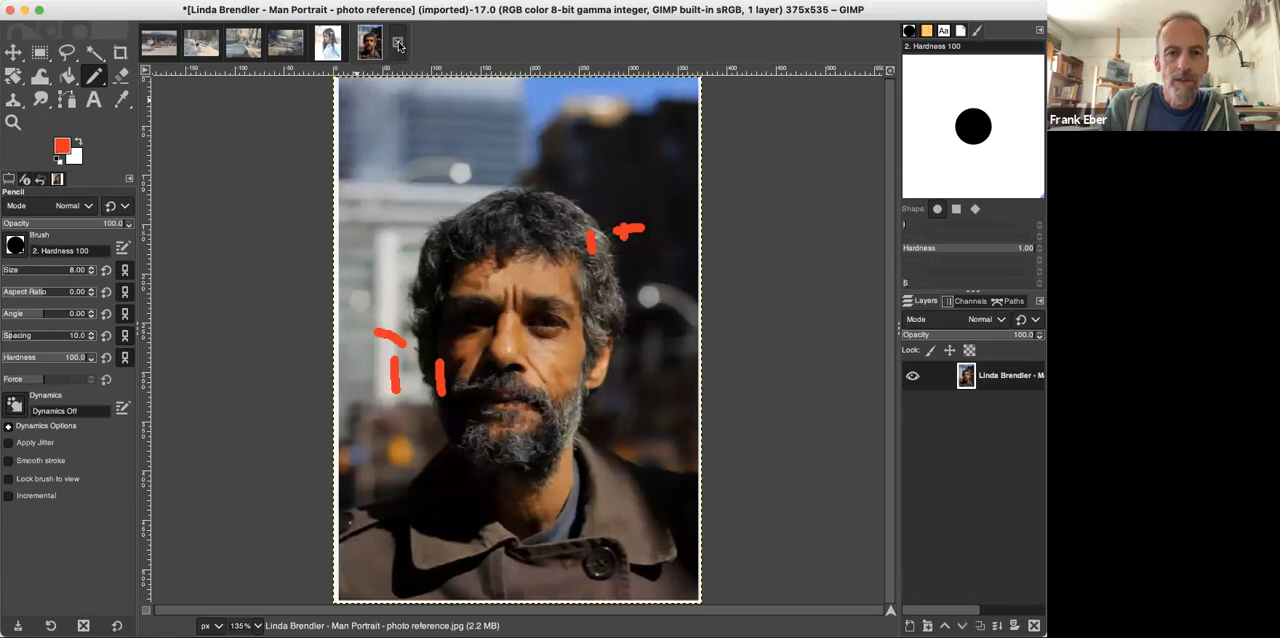 *[Linda Brendler - Man Portrait - photo reference] (imported)-17.0 (RGB color 8-bit gamma integer, GIMP built-in sRGB, 1 layer) 375x535 – GIMP
Aa
2. Hardness 100
Frank Eber
Pencil
Mode Normal
Opacity 100.0
Brush
2. Hardness 100
Size 8.00
Aspect Ratio 0.00
Angle 0.00
Spacing 10.0
Hardness 100.0
Force
Dynamics
Dynamics Off
Dynamics Options
Apply Jitter
Smooth stroke
Lock brush to view
Incremental
Shape:
Hardness 1.00
Layers Channels Paths
Mode Normal
Opacity 100.0
Lock:
Linda Brendler - Ma
px 135% Linda Brendler - Man Portrait - photo reference.jpg (2.2 MB)